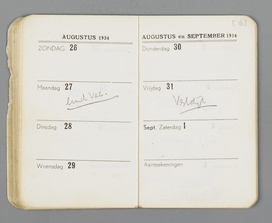 AUGUSTUS 1934
ZONDAG 26
Maandag 27
Dinsdag 28
Woensdag 29
AUGUSTUS en SEPTEMBER 1934
Donderdag 30
Vrijdag 31
Sept. Zaterdag 1
Aanteekeningen